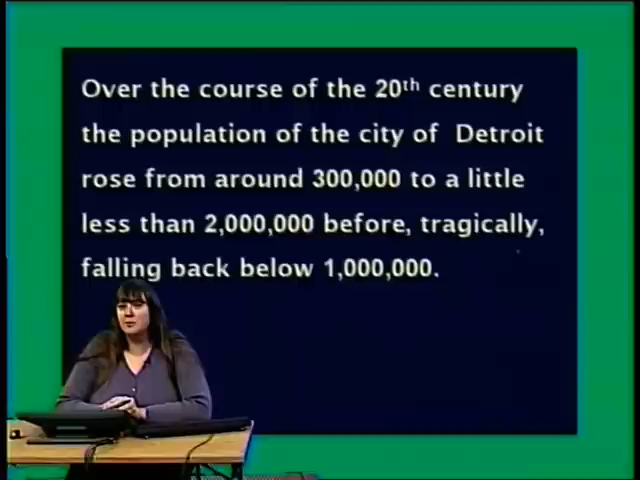 Over the course of the 20th century
the population of the city of Detroit
rose from around 300,000 to a little
less than 2,000,000 before, tragically,
falling back below 1,000,000.